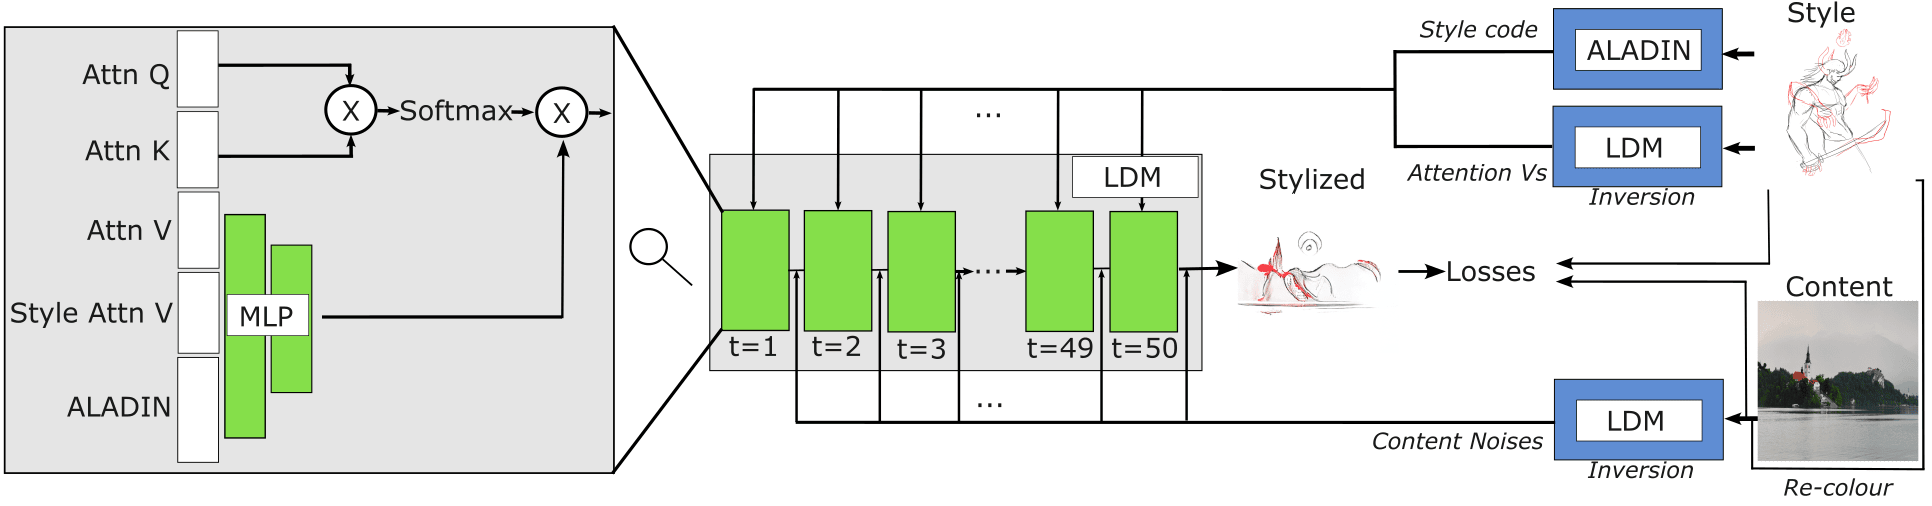 Attn Q
Attn K
Attn V
Style Attn V
ALADIN
MLP
X
Softmax
X
...
LDM
t=1
t=2
t=3
....
t=49
t=50
...
Stylized
Losses
Style code
ALADIN
Style
Attention Vs
LDM
Inversion
Content
Content Noises
LDM
Inversion
Re-colour